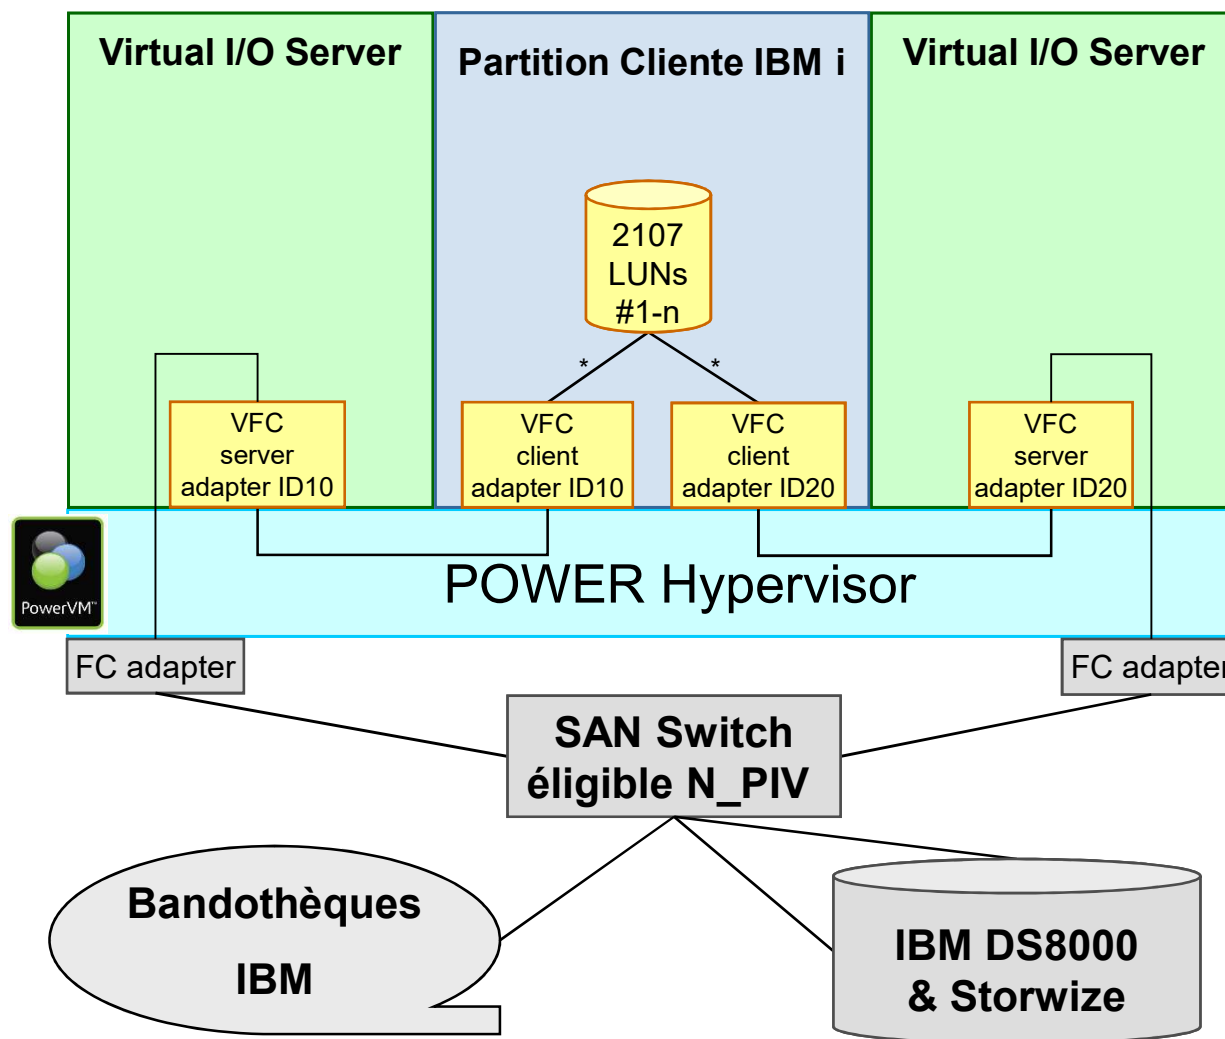 Virtual I/O Server
Partition Cliente IBM i
Virtual I/O Server
2107
LUNs
#1-n
*
*
VFC
server
adapter ID10
VFC
client
adapter ID10
VFC
client
adapter ID20
VFC
server
adapter ID20
PowerVM™
POWER Hypervisor
FC adapter
FC adapter
SAN Switch
éligible N_PIV
Bandothèques
IBM
IBM DS8000
& Storwize